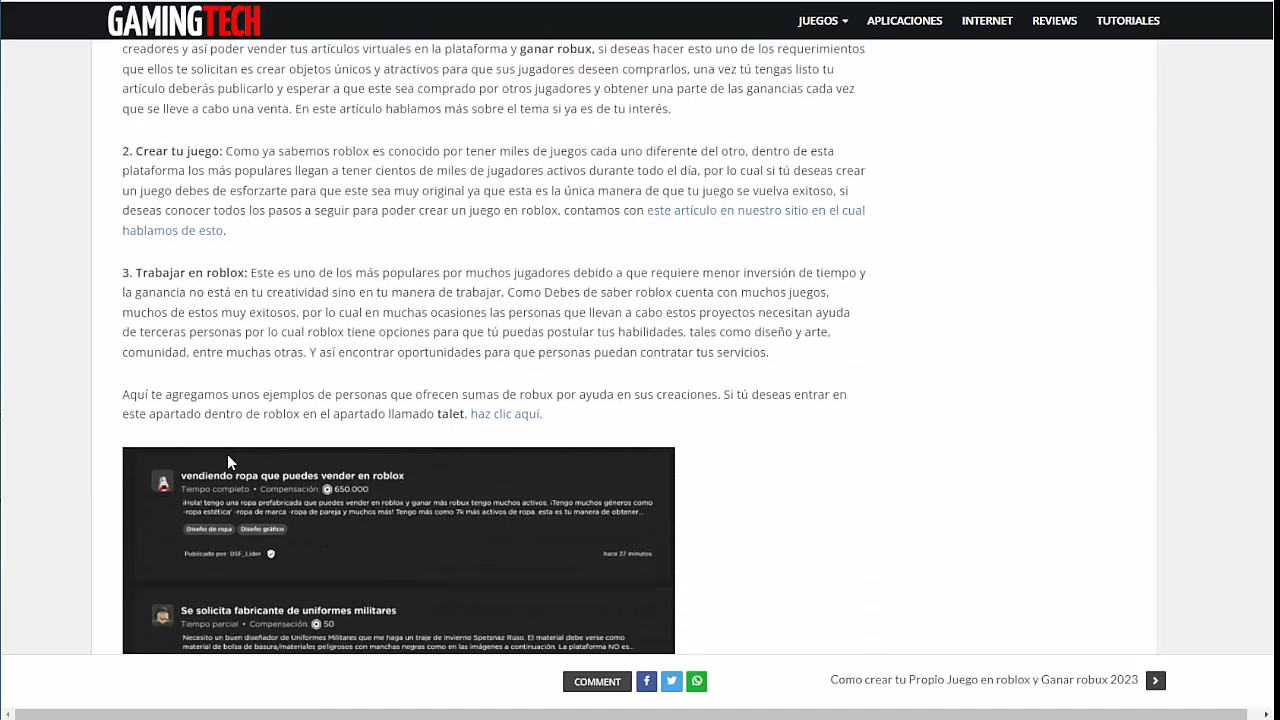 GAMINGTECH
JUEGOS
APLICACIONES
INTERNET
REVIEWS
TUTORIALES
creadores y así poder vender tus artículos virtuales en la plataforma y ganar robux, si deseas hacer esto uno de los requerimientos
que ellos te solicitan es crear objetos únicos y atractivos para que sus jugadores deseen comprarlos, una vez tú tengas listo tu
artículo deberás publicarlo y esperar a que este sea comprado por otros jugadores y obtener una parte de las ganancias cada vez
que se lleve a cabo una venta. En este artículo hablamos más sobre el tema si ya es de tu interés.
2. Crear tu juego: Como ya sabemos roblox es conocido por tener miles de juegos cada uno diferente del otro, dentro de esta
plataforma los más populares llegan a tener cientos de miles de jugadores activos durante todo el día, por lo cual si tú deseas crear
un juego debes de esforzarte para que este sea muy original ya que esta es la única manera de que tu juego se vuelva exitoso, si
deseas conocer todos los pasos a seguir para poder crear un juego en roblox, contamos con este artículo en nuestro sitio en el cual
hablamos de esto.
3. Trabajar en roblox: Este es uno de los más populares por muchos jugadores debido a que requiere menor inversión de tiempo y
la ganancia no está en tu creatividad sino en tu manera de trabajar. Como Debes de saber roblox cuenta con muchos juegos,
muchos de estos muy exitosos, por lo cual en muchas ocasiones las personas que llevan a cabo estos proyectos necesitan ayuda
de terceras personas por lo cual roblox tiene opciones para que tú puedas postular tus habilidades, tales como diseño y arte,
comunidad, entre muchas otras. Y así encontrar oportunidades para que personas puedan contratar tus servicios.
Aquí te agregamos unos ejemplos de personas que ofrecen sumas de robux por ayuda en sus creaciones. Si tú deseas entrar en
este apartado dentro de roblox en el apartado llamado talet, haz clic aquí.
vendiendo ropa que puedes vender en roblox
Tiempo completo • Compensación: 650.000
¡Hola! tengo una ropa prefabricada que puedes vender en roblox y ganar más robux tengo muchos activos. ¡Tengo muchos géneros como
-ropa estética' -ropa de marca -ropa de pareja y muchos más! Tengo más como 7k más activos de ropa. esta es tu manera de obtener...
Diseño de ropa
Diseño gráfico
Publicado por: DSF_Lider
hace 27 minutos
Se solicita fabricante de uniformes militares
Tiempo parcial • Compensación: 50
Necesito un buen diseñador de Uniformes Militares que me haga un traje de invierno Spetsnaz Ruso. El material debe verse como
material de bolsa de basura/materiales peligrosos con manchas negras como en las imágenes a continuación. La plataforma NO es...
COMMENT
Como crear tu Propio Juego en roblox y Ganar robux 2023